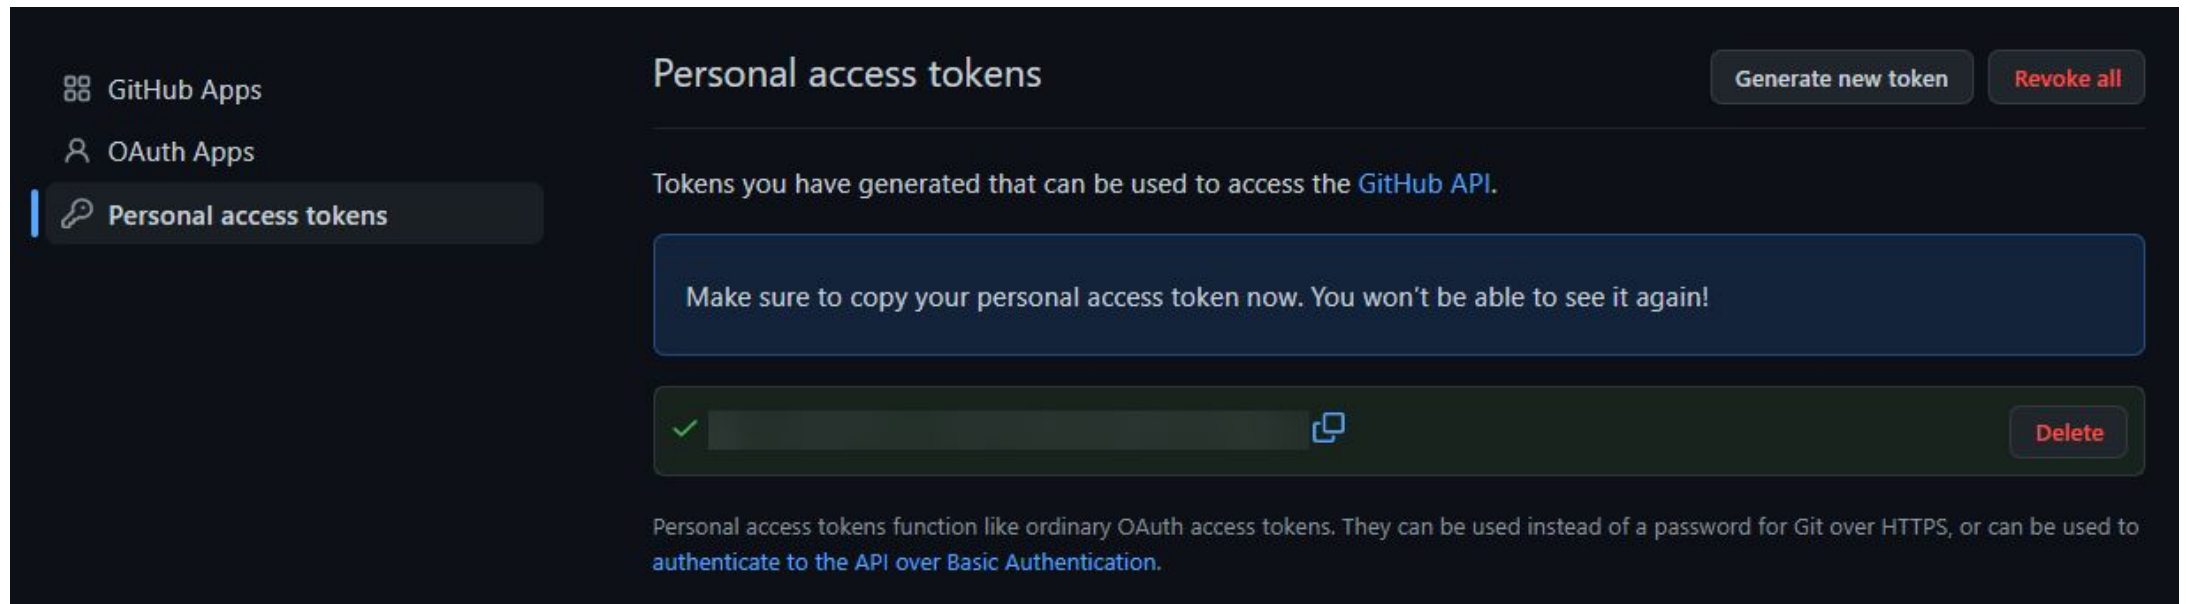 GitHub Apps
OAuth Apps
Personal access tokens
Personal access tokens
Generate new token
Revoke all
Tokens you have generated that can be used to access the GitHub API.
Make sure to copy your personal access token now. You won’t be able to see it again!
Delete
Personal access tokens function like ordinary OAuth access tokens. They can be used instead of a password for Git over HTTPS, or can be used to
authenticate to the API over Basic Authentication.